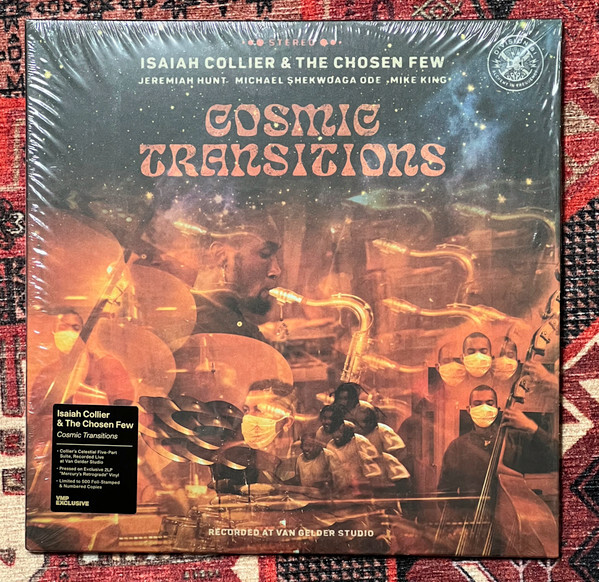 STEREO
ISAIAH COLLIER & THE CHOSEN FEW
JEREMIAH HUNT MICHAEL SHEKWOAGA ODE MIKE KING
COSMIC
TRANSITIONS
DIVISION 81
Isaiah Collier
& The Chosen Few
Cosmic Transitions
• Collier's Celestial Five-Part
Suite, Recorded Live
at Van Gelder Studio
• Pressed on Exclusive 2LP
"Mercury's Retrograde" Vinyl
• Limited to 500 Foil-Stamped
& Numbered Copies
VMP
EXCLUSIVE
RECORDED AT VAN GELDER STUDIO